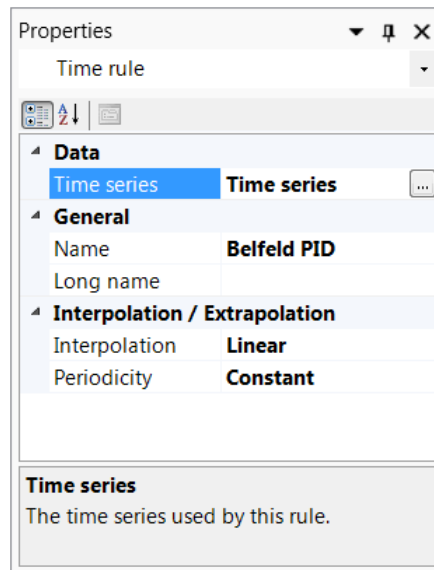 Properties
Time rule
A
Z
Data
Time series Time series ...
General
Name Belfeld PID
Long name
Interpolation / Extrapolation
Interpolation Linear
Periodicity Constant
Time series
The time series used by this rule.